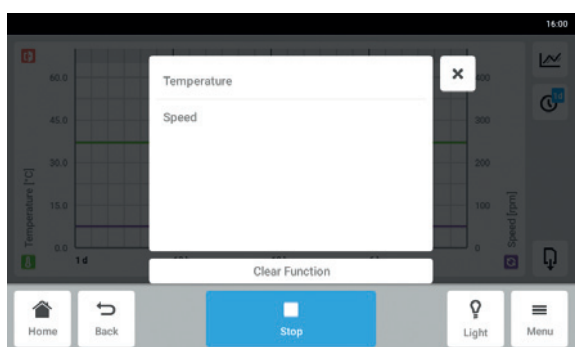 16:00
Temperature
60.0
400
Speed
1d
45.0
300
30.0
200
15.0
100
0.0
0
Temperature [°C]
Speed [rpm]
1 d
Clear Function
Home
Back
Stop
Light
Menu